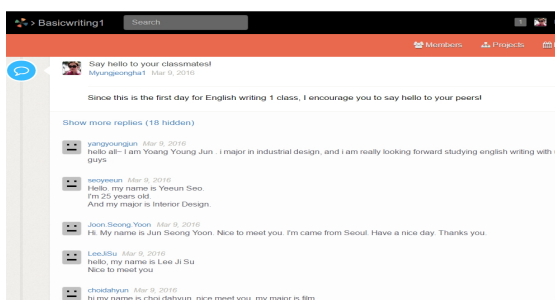 > Basicwriting1
Search
1
Members
Projects
Say hello to your classmates!
Myungjeongha1 Mar 9, 2016
Since this is the first day for English writing 1 class, I encourage you to say hello to your peers!
Show more replies (18 hidden)
yangyoungjun Mar 9, 2016
hello all~ I am Yoang Young Jun . i major in industrial design, and i am really looking forward studying english writing with
guys
seoyeeun Mar 9, 2016
Hello. my name is Yeeun Seo.
I'm 25 years old.
And my major is Interior Design.
Joon.Seong.Yoon Mar 9, 2016
Hi. My name is Jun Seong Yoon. Nice to meet you. I'm came from Seoul. Have a nice day. Thanks you.
LeeJiSu Mar 9, 2016
hello, my name is Lee Ji Su
Nice to meet you
choidahyun Mar 9, 2016
hi my name is choi dahyun, nice meet you, my major is film